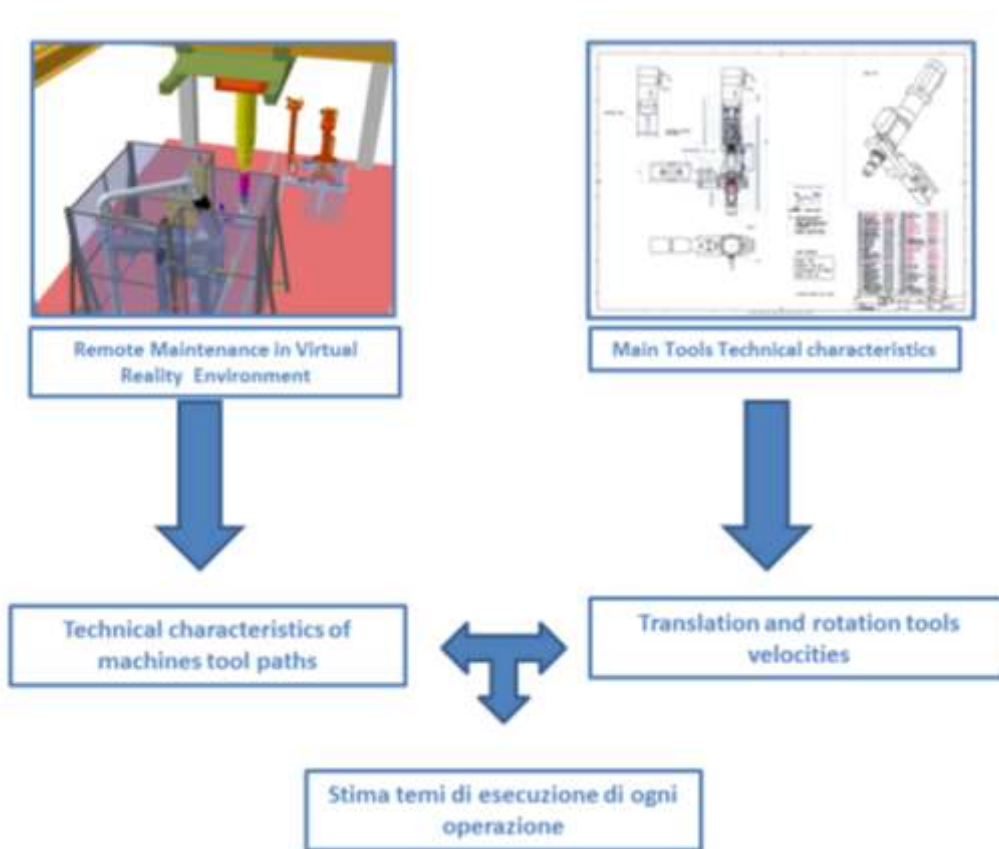 Remote Maintenance in Virtual
Reality Environment
Main Tools Technical characteristics
Technical characteristics of
machines tool paths
Translation and rotation tools
velocities
Stima temi di esecuzione di ogni
operazione